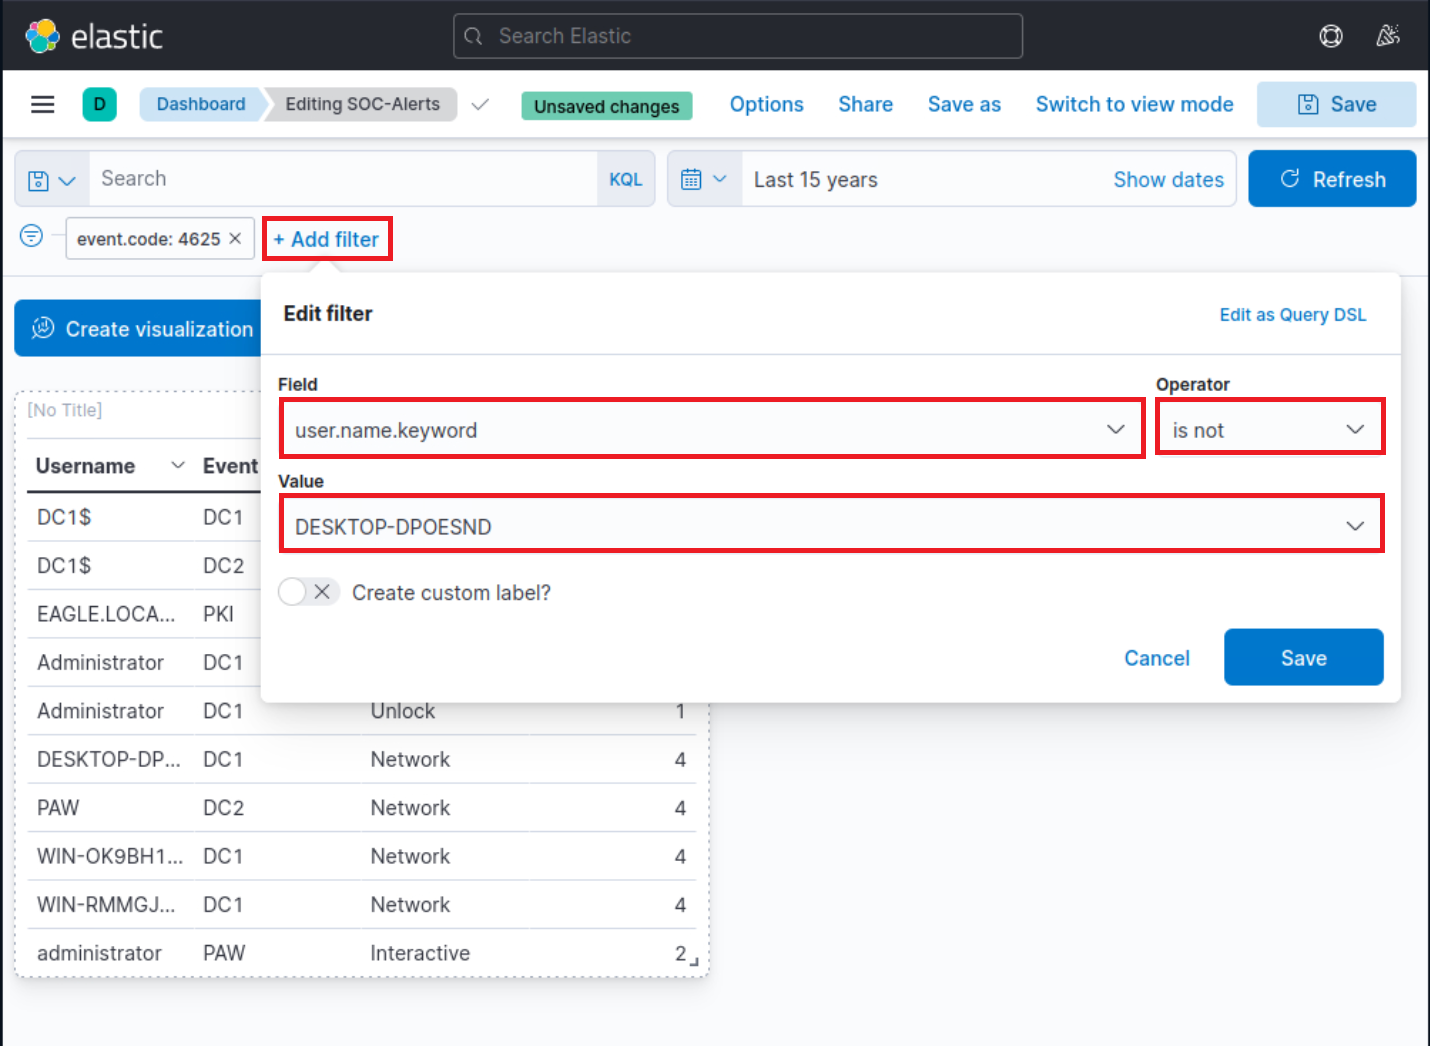 elastic
Search Elastic
D
Dashboard
Editing SOC-Alerts
Unsaved changes
Options
Share
Save as
Switch to view mode
Save
Search
KQL
Last 15 years
Show dates
Refresh
event.code: 4625 ×
+ Add filter
Edit filter
Edit as Query DSL
Create visualization
Field
Operator
user.name.keyword
is not
Value
DESKTOP-DPOESND
Create custom label?
Cancel
Save
[No Title]
Username Event
DC1$ DC1
DC1$ DC2
EAGLE.LOCA... PKI
Administrator DC1
Administrator DC1 Unlock 1
DESKTOP-DP... DC1 Network 4
PAW DC2 Network 4
WIN-OK9BH1... DC1 Network 4
WIN-RMMGJ... DC1 Network 4
administrator PAW Interactive 2